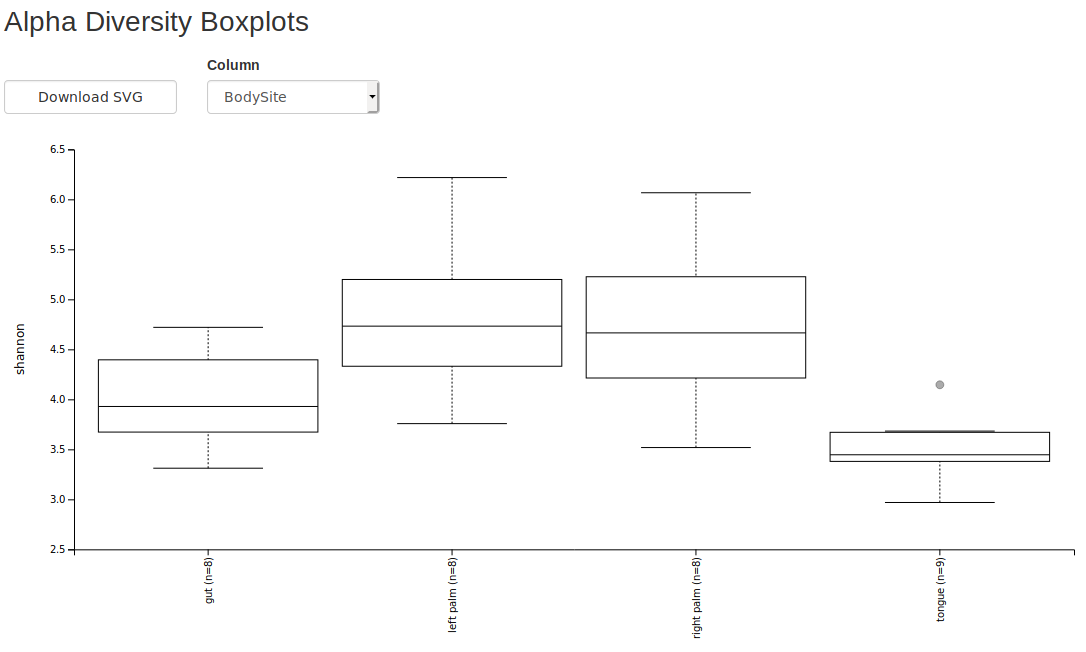 Alpha Diversity Boxplots
Column
Download SVG
BodySite
6.5
6.0
5.5
5.0
4.5
4.0
3.5
3.0
2.5
shannon
gut (n=8)
left palm (n=8)
right palm (n=8)
tongue (n=9)